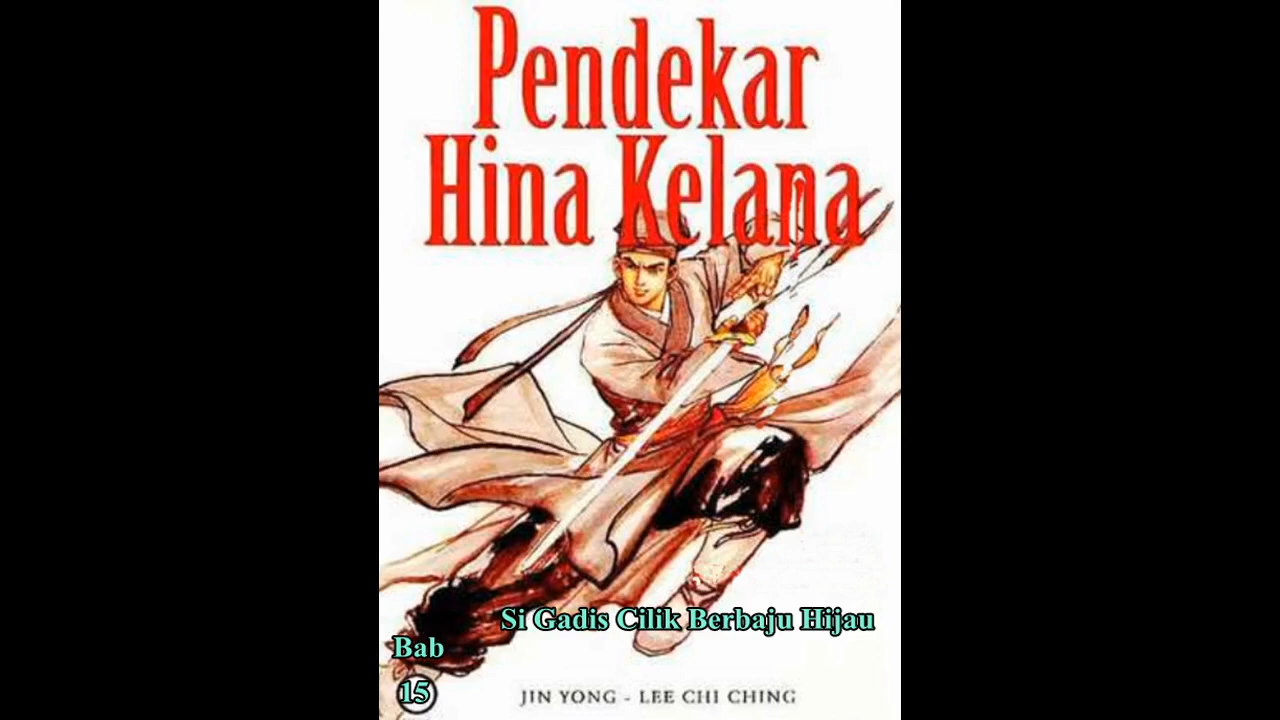 Pendekar
Hina Kelana
Si Gadis Cilik Berbaju Hijau
Bab
15
JIN YONG - LEE CHI CHING